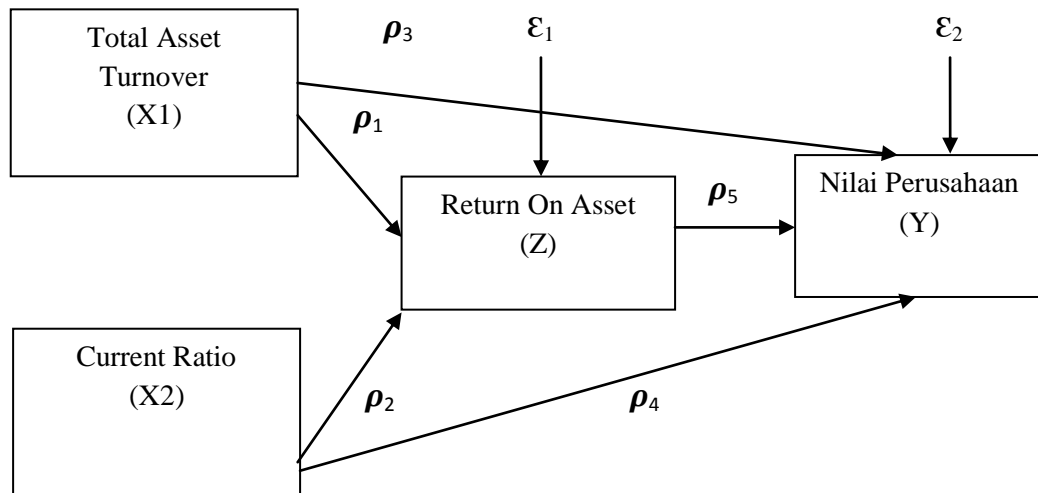 Total Asset
Turnover
(X1)
ρ3
ε1
ε2
ρ1
Return On Asset
(Z)
ρ5
Nilai Perusahaan
(Y)
Current Ratio
(X2)
ρ2
ρ4